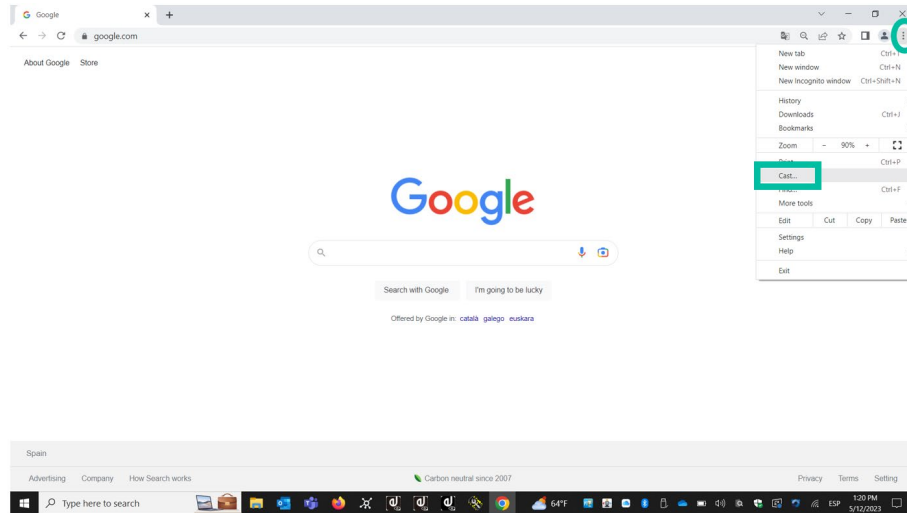 Google
google.com
About Google Store
New tab Ctrl+T
New window Ctrl+N
New Incognito window Ctrl+Shift+N
History
Downloads Ctrl+J
Bookmarks
Zoom - 90% +
Print... Ctrl+P
Cast...
Find... Ctrl+F
More tools
Edit Cut Copy Paste
Settings
Help
Exit
Google
Search with Google I'm going to be lucky
Offered by Google in: català galego euskara
Spain
Advertising Company How Search works Carbon neutral since 2007 Privacy Terms Setting
Type here to search 64°F ESP 1:20 PM
5/12/2023